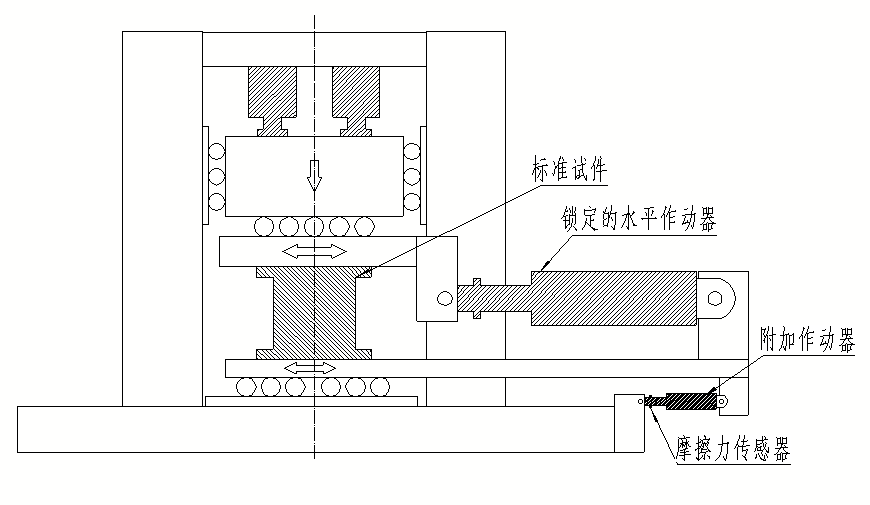 标准试件
锁定的水平作动器
附加作动器
摩擦力传感器